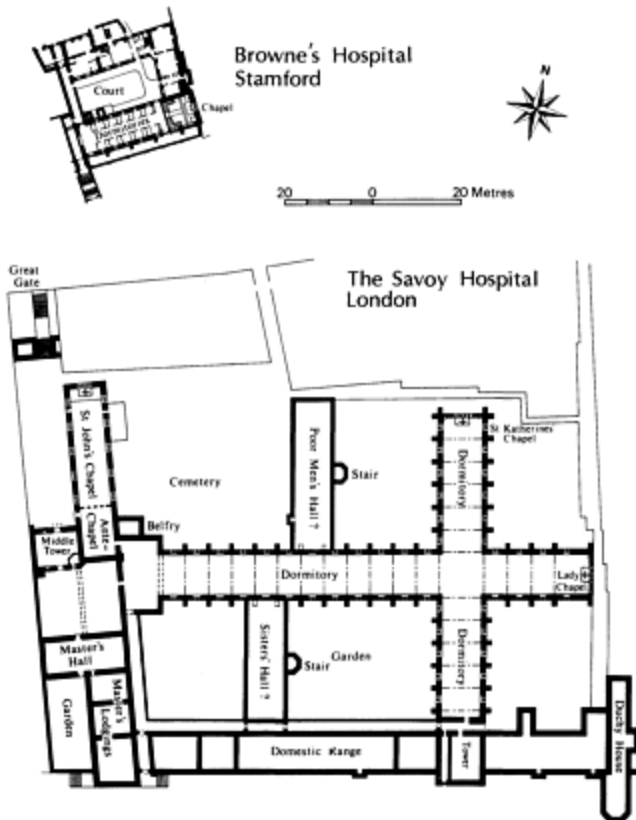 Browne's Hospital
Stamford
Court
Chapel
Dormitories
N
20 0 20 Metres
The Savoy Hospital
London
Great
Gate
St John's Chapel
Ante-
Chapel
Cemetery
Poor Men's Hall ?
Stair
Dormitory
St Katherines
Chapel
Belfry
Middle
Tower
Dormitory
Lady
Chapel
Master's
Hall
Sisters' Hall ?
Stair
Garden
Dormitory
Garden
Master's
Lodgings
Domestic Range
Tower
Duchy House